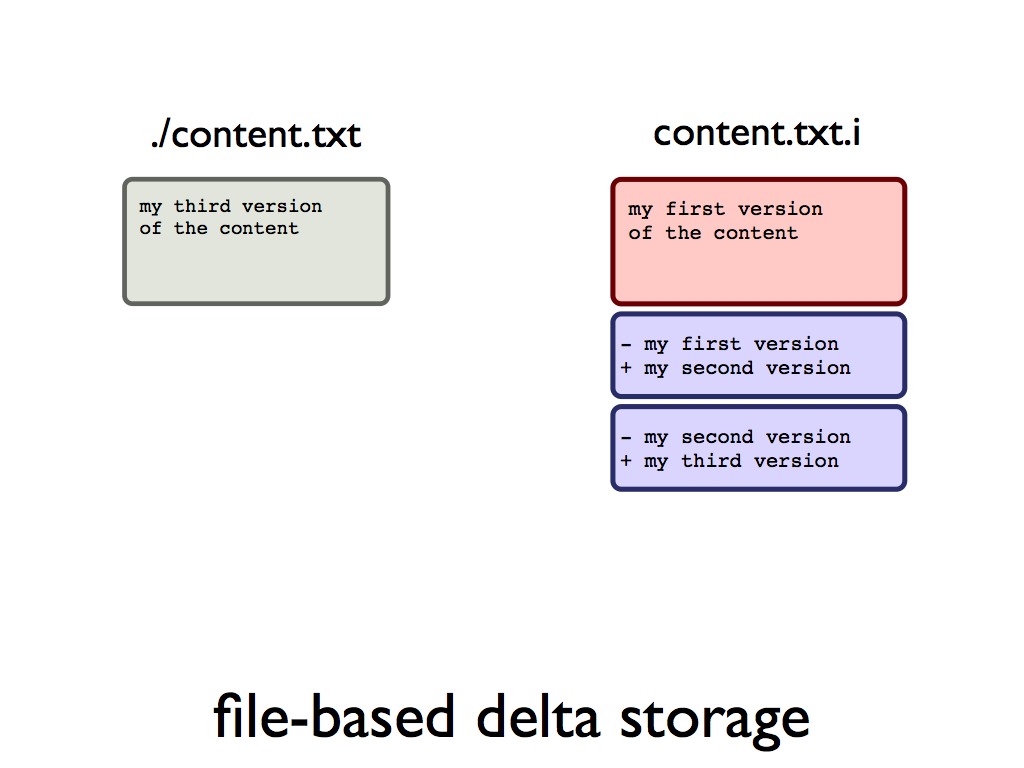 ./content.txt
my third version
of the content
content.txt.i
my first version
of the content
- my first version
+ my second version
- my second version
+ my third version
file-based delta storage